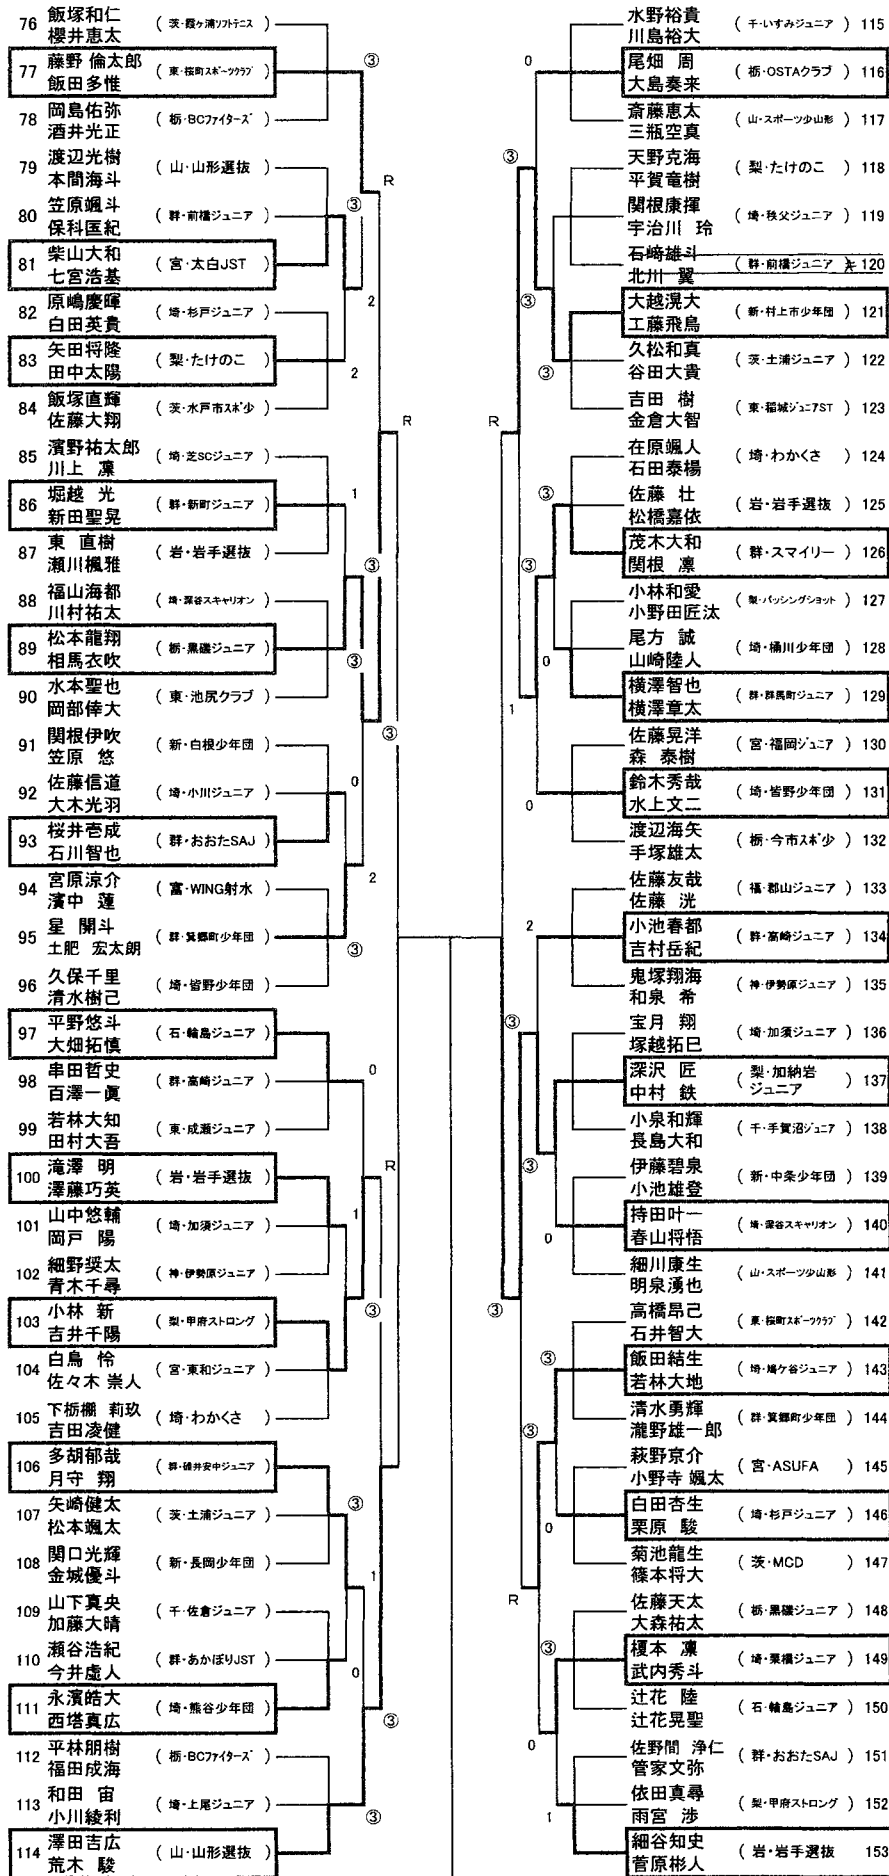 76 飯塚和仁 櫻井恵太 (茨・霞ヶ浦ソフトテニス)
77 藤野 倫太郎 飯田多惟 (東・桜町スポーツクラブ)
78 岡島佑弥 酒井光正 (栃・BCファイターズ)
79 渡辺光樹 本間海斗 (山・山形選抜)
80 笠原颯斗 保科匡紀 (群・前橋ジュニア)
81 柴山大和 七宮浩基 (宮・太白JST)
82 原嶋慶暉 白田英貴 (埼・杉戸ジュニア)
83 矢田将隆 田中太陽 (梨・たけのこ)
84 飯塚直輝 佐藤大翔 (茨・水戸市スポ少)
85 濱野祐太郎 川上 凛 (埼・芝SCジュニア)
86 堀越 光 新田聖晃 (群・新町ジュニア)
87 東 直樹 瀬川楓雅 (岩・岩手選抜)
88 福山海都 川村祐太 (埼・深谷スキャリオン)
89 松本龍翔 相馬衣吹 (栃・黒磯ジュニア)
90 水本聖也 岡部倖大 (東・池尻クラブ)
91 関根伊吹 笠原 悠 (新・白根少年団)
92 佐藤信道 大木光羽 (埼・小川ジュニア)
93 桜井壱成 石川智也 (群・おおたSAJ)
94 宮原涼介 濱中 蓮 (富・WING射水)
95 星 開斗 土肥 宏太朗 (群・箕郷町少年団)
96 久保千里 清水樹己 (埼・皆野少年団)
97 平野悠斗 大畑拓慎 (石・輪島ジュニア)
98 串田哲史 百澤一眞 (群・高崎ジュニア)
99 若林大知 田村大吾 (東・成瀬ジュニア)
100 滝澤 明 澤藤巧英 (岩・岩手選抜)
101 山中悠輔 岡戸 陽 (埼・加須ジュニア)
102 細野奨太 青木千尋 (神・伊勢原ジュニア)
103 小林 新 吉井千陽 (梨・甲府ストロング)
104 白鳥 怜 佐々木 崇人 (宮・東和ジュニア)
105 下栃棚 莉玖 吉田凌健 (埼・わかくさ)
106 多胡郁哉 月守 翔 (群・碓井安中ジュニア)
107 矢崎健太 松本颯太 (茨・土浦ジュニア)
108 関口光輝 金城優斗 (新・長岡少年団)
109 山下真央 加藤大晴 (千・佐倉ジュニア)
110 瀬谷浩紀 今井虚人 (群・あかぼりJST)
111 永濱皓大 西塔真広 (埼・熊谷少年団)
112 平林朋樹 福田成海 (栃・BCファイターズ)
113 和田 宙 小川綾利 (埼・上尾ジュニア)
114 澤田吉広 荒木 駿 (山・山形選抜)
③
R
③
2
2
2
R
1
③
③
③
0
2
③
0
R
1
③
③
1
0
③
③
水野裕貴 川島裕大 (千・いすみジュニア) 115
尾畑 周 大島奏来 (栃・OSTAクラブ) 116
斎藤恵太 三瓶空真 (山・スポーツ少山形) 117
天野克海 平賀竜樹 (梨・たけのこ) 118
関根康揮 宇治川 玲 (埼・秩父ジュニア) 119
石﨑雄斗 北川 翼 (群・前橋ジュニア) 120
大越滉大 工藤飛鳥 (新・村上市少年団) 121
久松和真 谷田大貴 (茨・土浦ジュニア) 122
吉田 樹 金倉大智 (東・稲城ジュニアST) 123
在原颯人 石田泰楊 (埼・わかくさ) 124
佐藤 壮 松橋嘉依 (岩・岩手選抜) 125
茂木大和 関根 凛 (群・スマイリー) 126
小林和愛 小野田匠汰 (梨・パッシングショット) 127
尾方 誠 山崎陸人 (埼・桶川少年団) 128
横澤智也 横澤章太 (群・群馬町ジュニア) 129
佐藤晃洋 森 泰樹 (宮・福岡ジュニア) 130
鈴木秀哉 水上文二 (埼・皆野少年団) 131
渡辺海矢 手塚雄太 (栃・今市スポ少) 132
佐藤友哉 佐藤 洸 (福・郡山ジュニア) 133
小池春都 吉村岳紀 (群・高崎ジュニア) 134
鬼塚翔海 和泉 希 (神・伊勢原ジュニア) 135
宝月 翔 塚越拓巳 (埼・加須ジュニア) 136
深沢 匠 中村 鉄 (梨・加納岩ジュニア) 137
小泉和輝 長島大和 (千・手賀沼ジュニア) 138
伊藤碧泉 小池雄登 (新・中条少年団) 139
持田叶一 春山将悟 (埼・深谷スキャリオン) 140
細川康生 明泉湧也 (山・スポーツ少山形) 141
高橋昂己 石井智大 (東・桜町スポーツクラブ) 142
飯田結生 若林大地 (埼・鳩ケ谷ジュニア) 143
清水勇輝 瀧野雄一郎 (群・箕郷町少年団) 144
萩野京介 小野寺 颯太 (宮・ASUFA) 145
白田杏生 栗原 駿 (埼・杉戸ジュニア) 146
菊池龍生 篠本将大 (茨・MCD) 147
佐藤天太 大森祐太 (栃・黒磯ジュニア) 148
榎本 凛 武内秀斗 (埼・栗橋ジュニア) 149
辻花 陸 辻花晃聖 (石・輪島ジュニア) 150
佐野間 浄仁 管家文弥 (群・おおたSAJ) 151
依田真尋 雨宮 渉 (梨・甲府ストロング) 152
細谷知史 菅原彬人 (岩・岩手選抜) 153
0
③
③
③
R
③
③
0
1
0
2
③
③
0
③
③
③
0
R
③
0
1